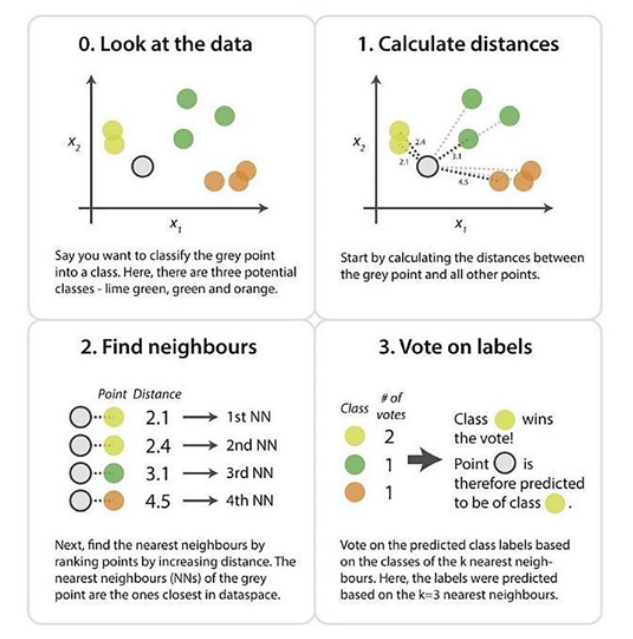 0. Look at the data
X2
X1
Say you want to classify the grey point
into a class. Here, there are three potential
classes - lime green, green and orange.
1. Calculate distances
X2
2.4
2.1
3.1
4.5
X1
Start by calculating the distances between
the grey point and all other points.
2. Find neighbours
Point Distance
2.1 1st NN
2.4 2nd NN
3.1 3rd NN
4.5 4th NN
Next, find the nearest neighbours by
ranking points by increasing distance. The
nearest neighbours (NNs) of the grey
point are the ones closest in dataspace.
3. Vote on labels
Class # of votes
2
1
1
Class wins
the vote!
Point is
therefore predicted
to be of class .
Vote on the predicted class labels based
on the classes of the k nearest neigh-
bours. Here, the labels were predicted
based on the k=3 nearest neighbours.